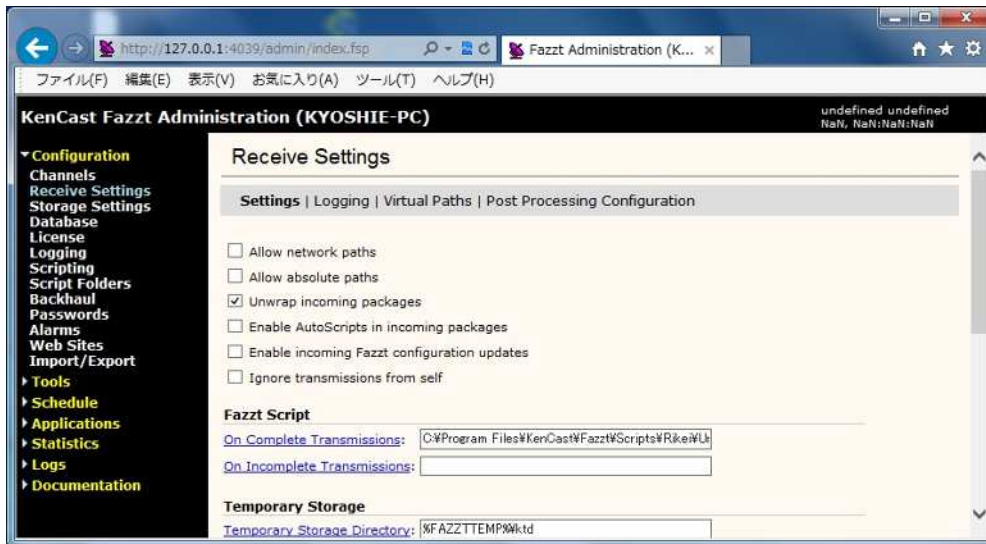 http://127.0.0.1:4039/admin/index.fsp
Fazzt Administration (K...
ファイル(F) 編集(E) 表示(V) お気に入り(A) ツール(T) ヘルプ(H)
KenCast Fazzt Administration (KYOSHIE-PC)
undefined undefined
NaN, NaN:NaN:NaN
Configuration
Channels
Receive Settings
Storage Settings
Database
License
Logging
Scripting
Script Folders
Backhaul
Passwords
Alarms
Web Sites
Import/Export
Tools
Schedule
Applications
Statistics
Logs
Documentation
Receive Settings
Settings | Logging | Virtual Paths | Post Processing Configuration
Allow network paths
Allow absolute paths
Unwrap incoming packages
Enable AutoScripts in incoming packages
Enable incoming Fazzt configuration updates
Ignore transmissions from self
Fazzt Script
On Complete Transmissions: C:¥Program Files¥KenCast¥Fazzt¥Scripts¥Rikei¥
On Incomplete Transmissions:
Temporary Storage
Temporary Storage Directory: %FAZZTTEMP%¥ktd